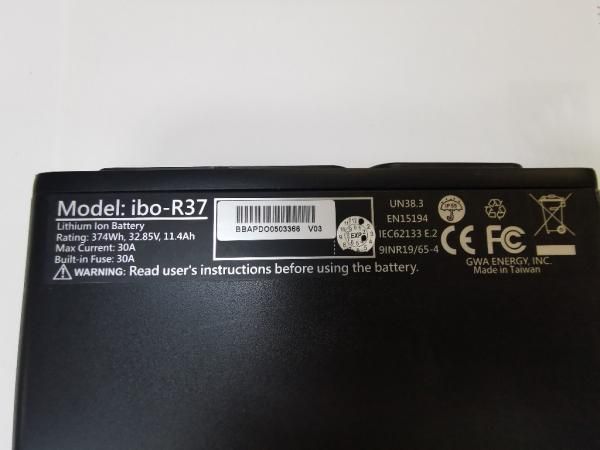 Model: ibo-R37
Lithium Ion Battery
Rating: 374Wh, 32.85V, 11.4Ah
Max Current: 30A
Built-in Fuse: 30A
WARNING: Read user's instructions before using the battery.
BBAPDO0503366 V03
EXP
UN38.3
EN15194
IEC62133 E.2
9INR19/65-4
CE FC
GWA ENERGY, INC.
Made in Taiwan